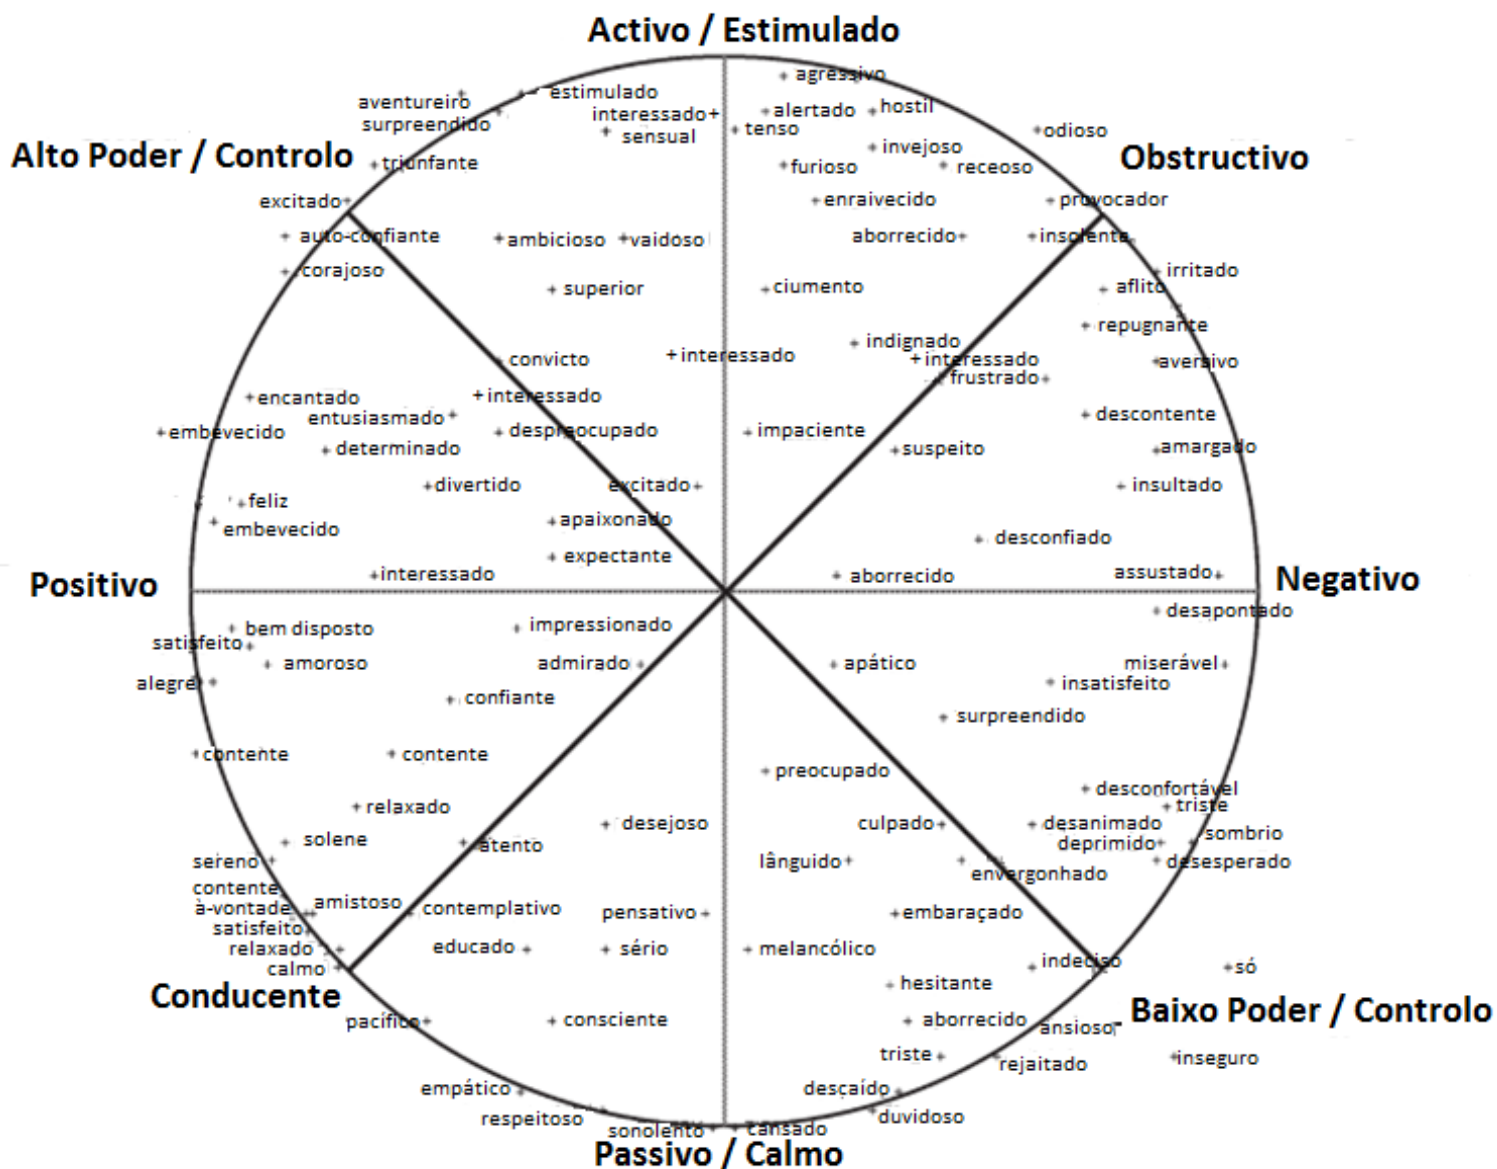 Activo / Estimulado
agressivo
estimulado
aventureiro
interessado
alertado
hostil
surpreendido
sensual
tenso
odioso
Alto Poder / Controlo
triunfante
furioso
invejoso
receoso
Obstructivo
excitado
enraivecido
provocador
auto-confiante
ambicioso
vaidoso
aborrecido
insolente
corajoso
irritado
superior
ciumento
aflito
repugnante
indignado
convicto
interessado
interessado
aversivo
frustrado
encantado
interessado
entusiasmado
descontente
embevecido
despreocupado
impaciente
determinado
suspeito
amargado
divertido
excitado
insultado
feliz
embevecido
apaixonado
desconfiado
expectante
interessado
aborrecido
assustado
Positivo
Negativo
desapontado
bem disposto
impressionado
satisfeito
amoroso
admirado
apático
miserável
alegre
insatisfeito
confiante
surpreendido
contente
contente
preocupado
desconfortável
relaxado
triste
desejoso
culpado
desanimado
sombrio
solene
atento
deprimido
sereno
lânguido
desesperado
envergonhado
contente
amistoso
à-vontade
contemplativo
pensativo
embaraçado
satisfeito
relaxado
educado
sério
melancólico
calmo
indeciso
só
hesitante
Conducente
Baixo Poder / Controlo
pacífico
consciente
aborrecido
ansioso
triste
rejaitado
inseguro
empático
descaído
respeitoso
duvidoso
sonolento
cansado
Passivo / Calmo